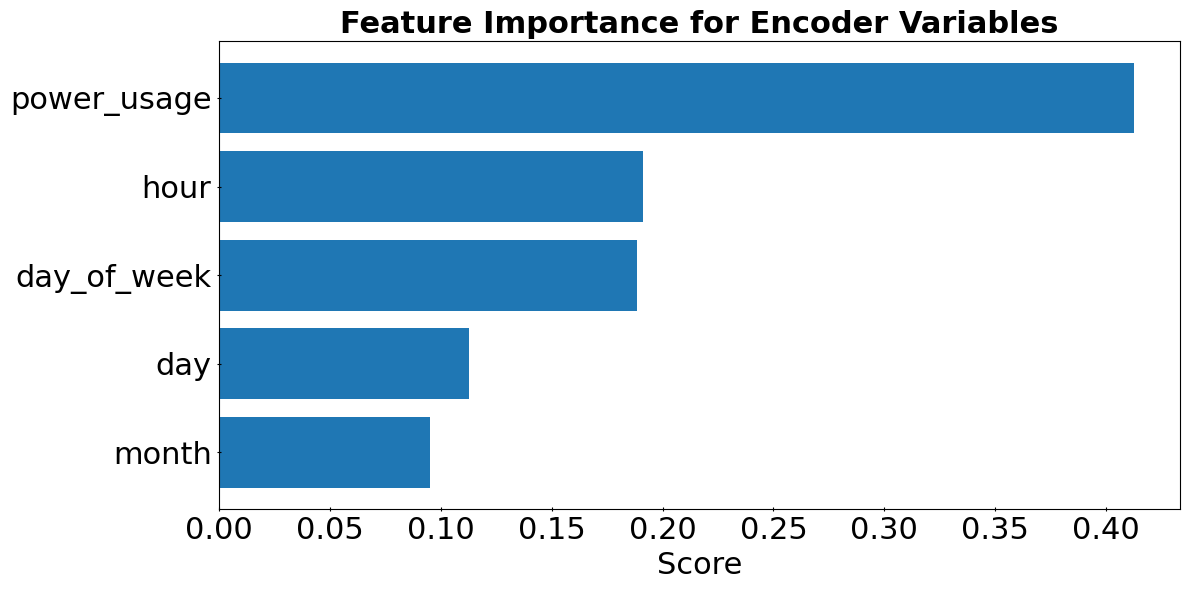 Feature Importance for Encoder Variables
power_usage
hour
day_of_week
day
month
0.00 0.05 0.10 0.15 0.20 0.25 0.30 0.35 0.40
Score